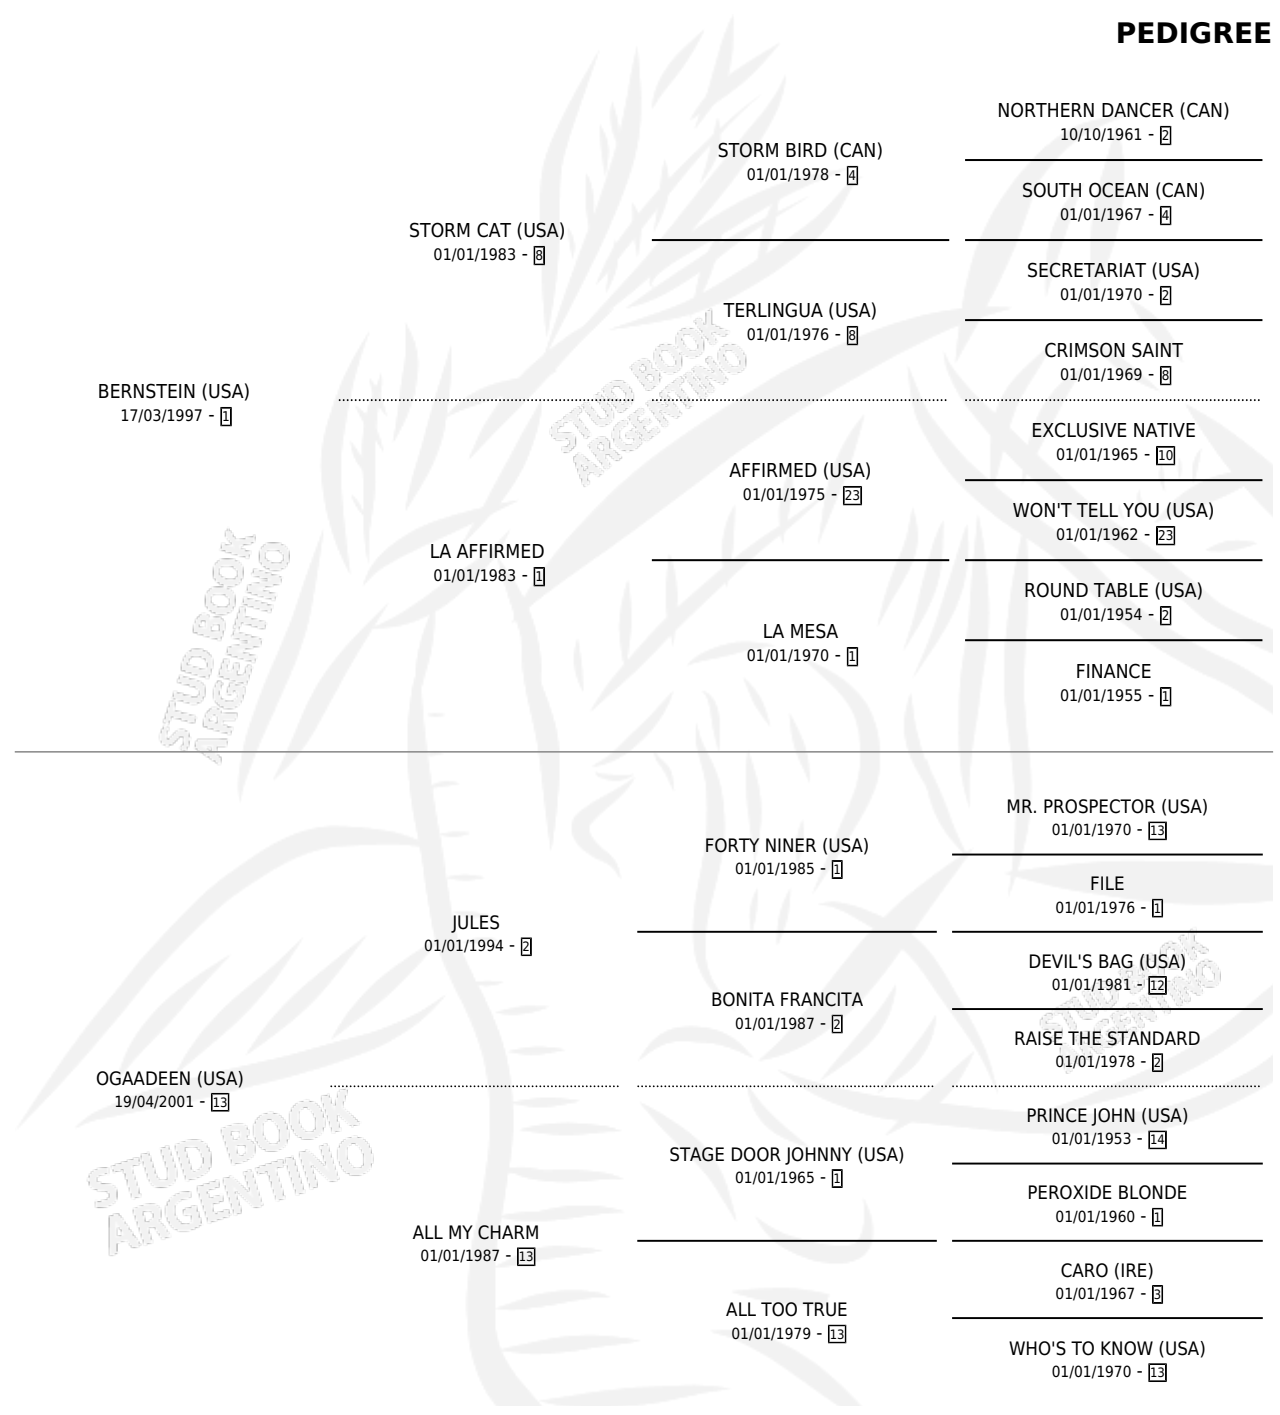 PEDIGREE
NORTHERN DANCER (CAN)
10/10/1961 - 2
STORM BIRD (CAN)
01/01/1978 - 4
SOUTH OCEAN (CAN)
01/01/1967 - 4
STORM CAT (USA)
01/01/1983 - 8
SECRETARIAT (USA)
01/01/1970 - 2
TERLINGUA (USA)
01/01/1976 - 8
CRIMSON SAINT
01/01/1969 - 8
BERNSTEIN (USA)
17/03/1997 - 1
EXCLUSIVE NATIVE
01/01/1965 - 10
AFFIRMED (USA)
01/01/1975 - 23
WON'T TELL YOU (USA)
01/01/1962 - 23
LA AFFIRMED
01/01/1983 - 1
ROUND TABLE (USA)
01/01/1954 - 2
LA MESA
01/01/1970 - 1
FINANCE
01/01/1955 - 1
MR. PROSPECTOR (USA)
01/01/1970 - 13
FORTY NINER (USA)
01/01/1985 - 1
FILE
01/01/1976 - 1
JULES
01/01/1994 - 2
DEVIL'S BAG (USA)
01/01/1981 - 12
BONITA FRANCITA
01/01/1987 - 2
RAISE THE STANDARD
01/01/1978 - 2
OGAADEEN (USA)
19/04/2001 - 13
PRINCE JOHN (USA)
01/01/1953 - 14
STAGE DOOR JOHNNY (USA)
01/01/1965 - 1
PEROXIDE BLONDE
01/01/1960 - 1
ALL MY CHARM
01/01/1987 - 13
CARO (IRE)
01/01/1967 - 3
ALL TOO TRUE
01/01/1979 - 13
WHO'S TO KNOW (USA)
01/01/1970 - 13
STUD BOOK
ARGENTINO
STUD BOOK
ARGENTINO
STUD BOOK
ARGENTINO
STUD BOOK
ARGENTINO